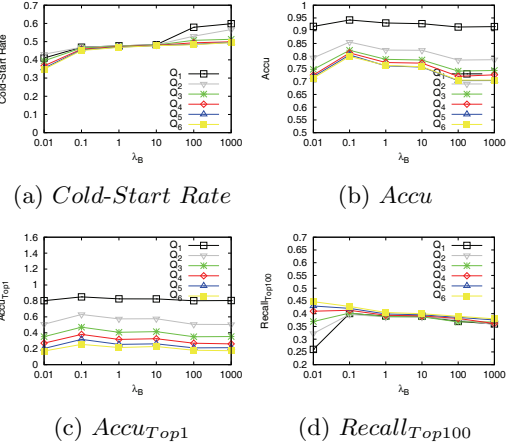 0.7
0.6
0.5
0.4
0.3
0.2
0.1
0
Cold-Start Rate
0.01 0.1 1 10 100 1000
λB
Q1
Q2
Q3
Q4
Q5
Q6
(a) Cold-Start Rate
1
0.95
0.9
0.85
0.8
0.75
0.7
0.65
0.6
0.55
0.5
Accu
0.01 0.1 1 10 100 1000
λB
Q1
Q2
Q3
Q4
Q5
Q6
(b) Accu
1.6
1.4
1.2
1
0.8
0.6
0.4
0.2
0
AccuTop1
0.01 0.1 1 10 100 1000
λB
Q1
Q2
Q3
Q4
Q5
Q6
(c) AccuTop1
0.7
0.65
0.6
0.55
0.5
0.45
0.4
0.35
0.3
0.25
0.2
RecallTop100
0.01 0.1 1 10 100 1000
λB
Q1
Q2
Q3
Q4
Q5
Q6
(d) RecallTop100